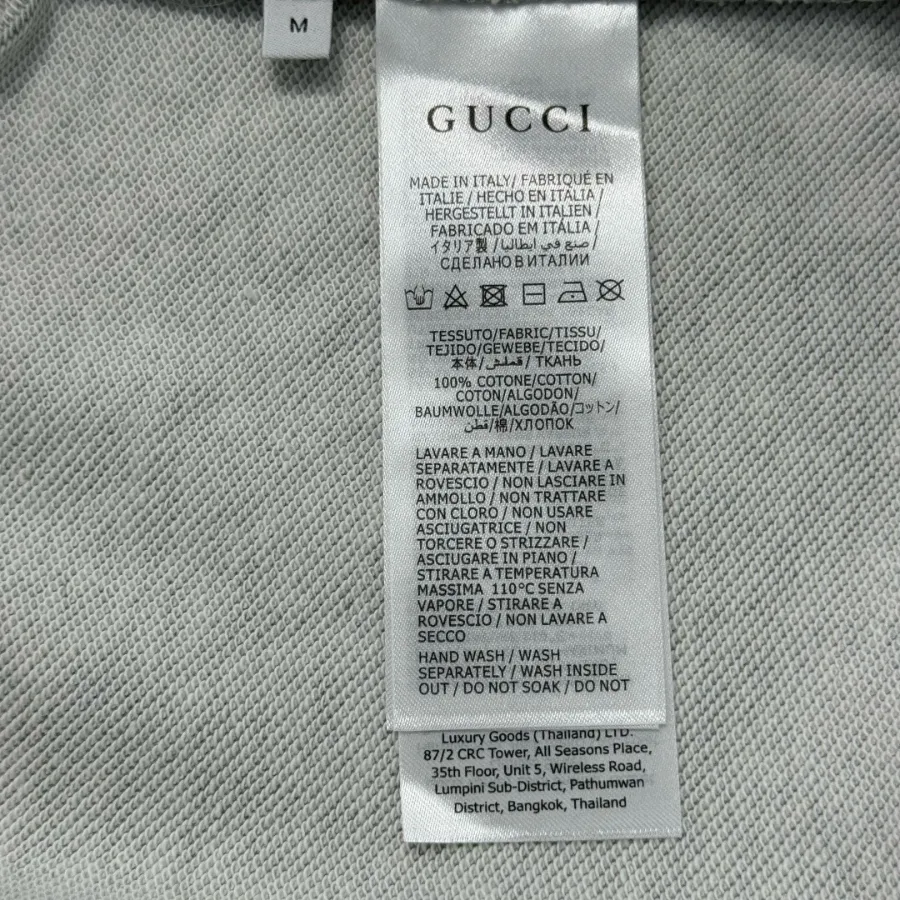 M
GUCCI
MADE IN ITALY/ FABRIQUÉ EN
ITALIE / HECHO EN ITALIA /
HERGESTELLT IN ITALIEN /
FABRICADO EM ITÁLIA /
イタリア製 / صنع في ايطاليا /
СДЕЛАНО В ИТАЛИИ
TESSUTO/FABRIC/TISSU/
TEJIDO/GEWEBE/TECIDO/
本体/قماش/ ТКАНЬ
100% COTONE/COTTON/
COTON/ALGODON/
BAUMWOLLE/ALGODÃO/コットン/
قطن/棉/ХЛОПОК
LAVARE A MANO / LAVARE
SEPARATAMENTE / LAVARE A
ROVESCIO / NON LASCIARE IN
AMMOLLO / NON TRATTARE
CON CLORO / NON USARE
ASCIUGATRICE / NON
TORCERE O STRIZZARE /
ASCIUGARE IN PIANO /
STIRARE A TEMPERATURA
MASSIMA 110°C SENZA
VAPORE / STIRARE A
ROVESCIO / NON LAVARE A
SECCO
HAND WASH / WASH
SEPARATELY / WASH INSIDE
OUT / DO NOT SOAK / DO NOT
Luxury Goods (Thailand) LTD.
87/2 CRC Tower, All Seasons Place,
35th Floor, Unit 5, Wireless Road,
Lumpini Sub-District, Pathumwan
District, Bangkok, Thailand